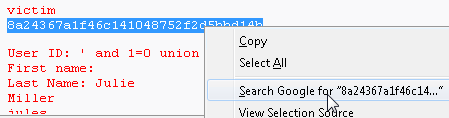 victim
8a24367a1f46c141048752f2d5bbd14b
User ID: ' and 1=0 union
First name:
Last Name: Julie
Miller
jules
Copy
Select All
Search Google for "8a24367a1f46c14..."
View Selection Source